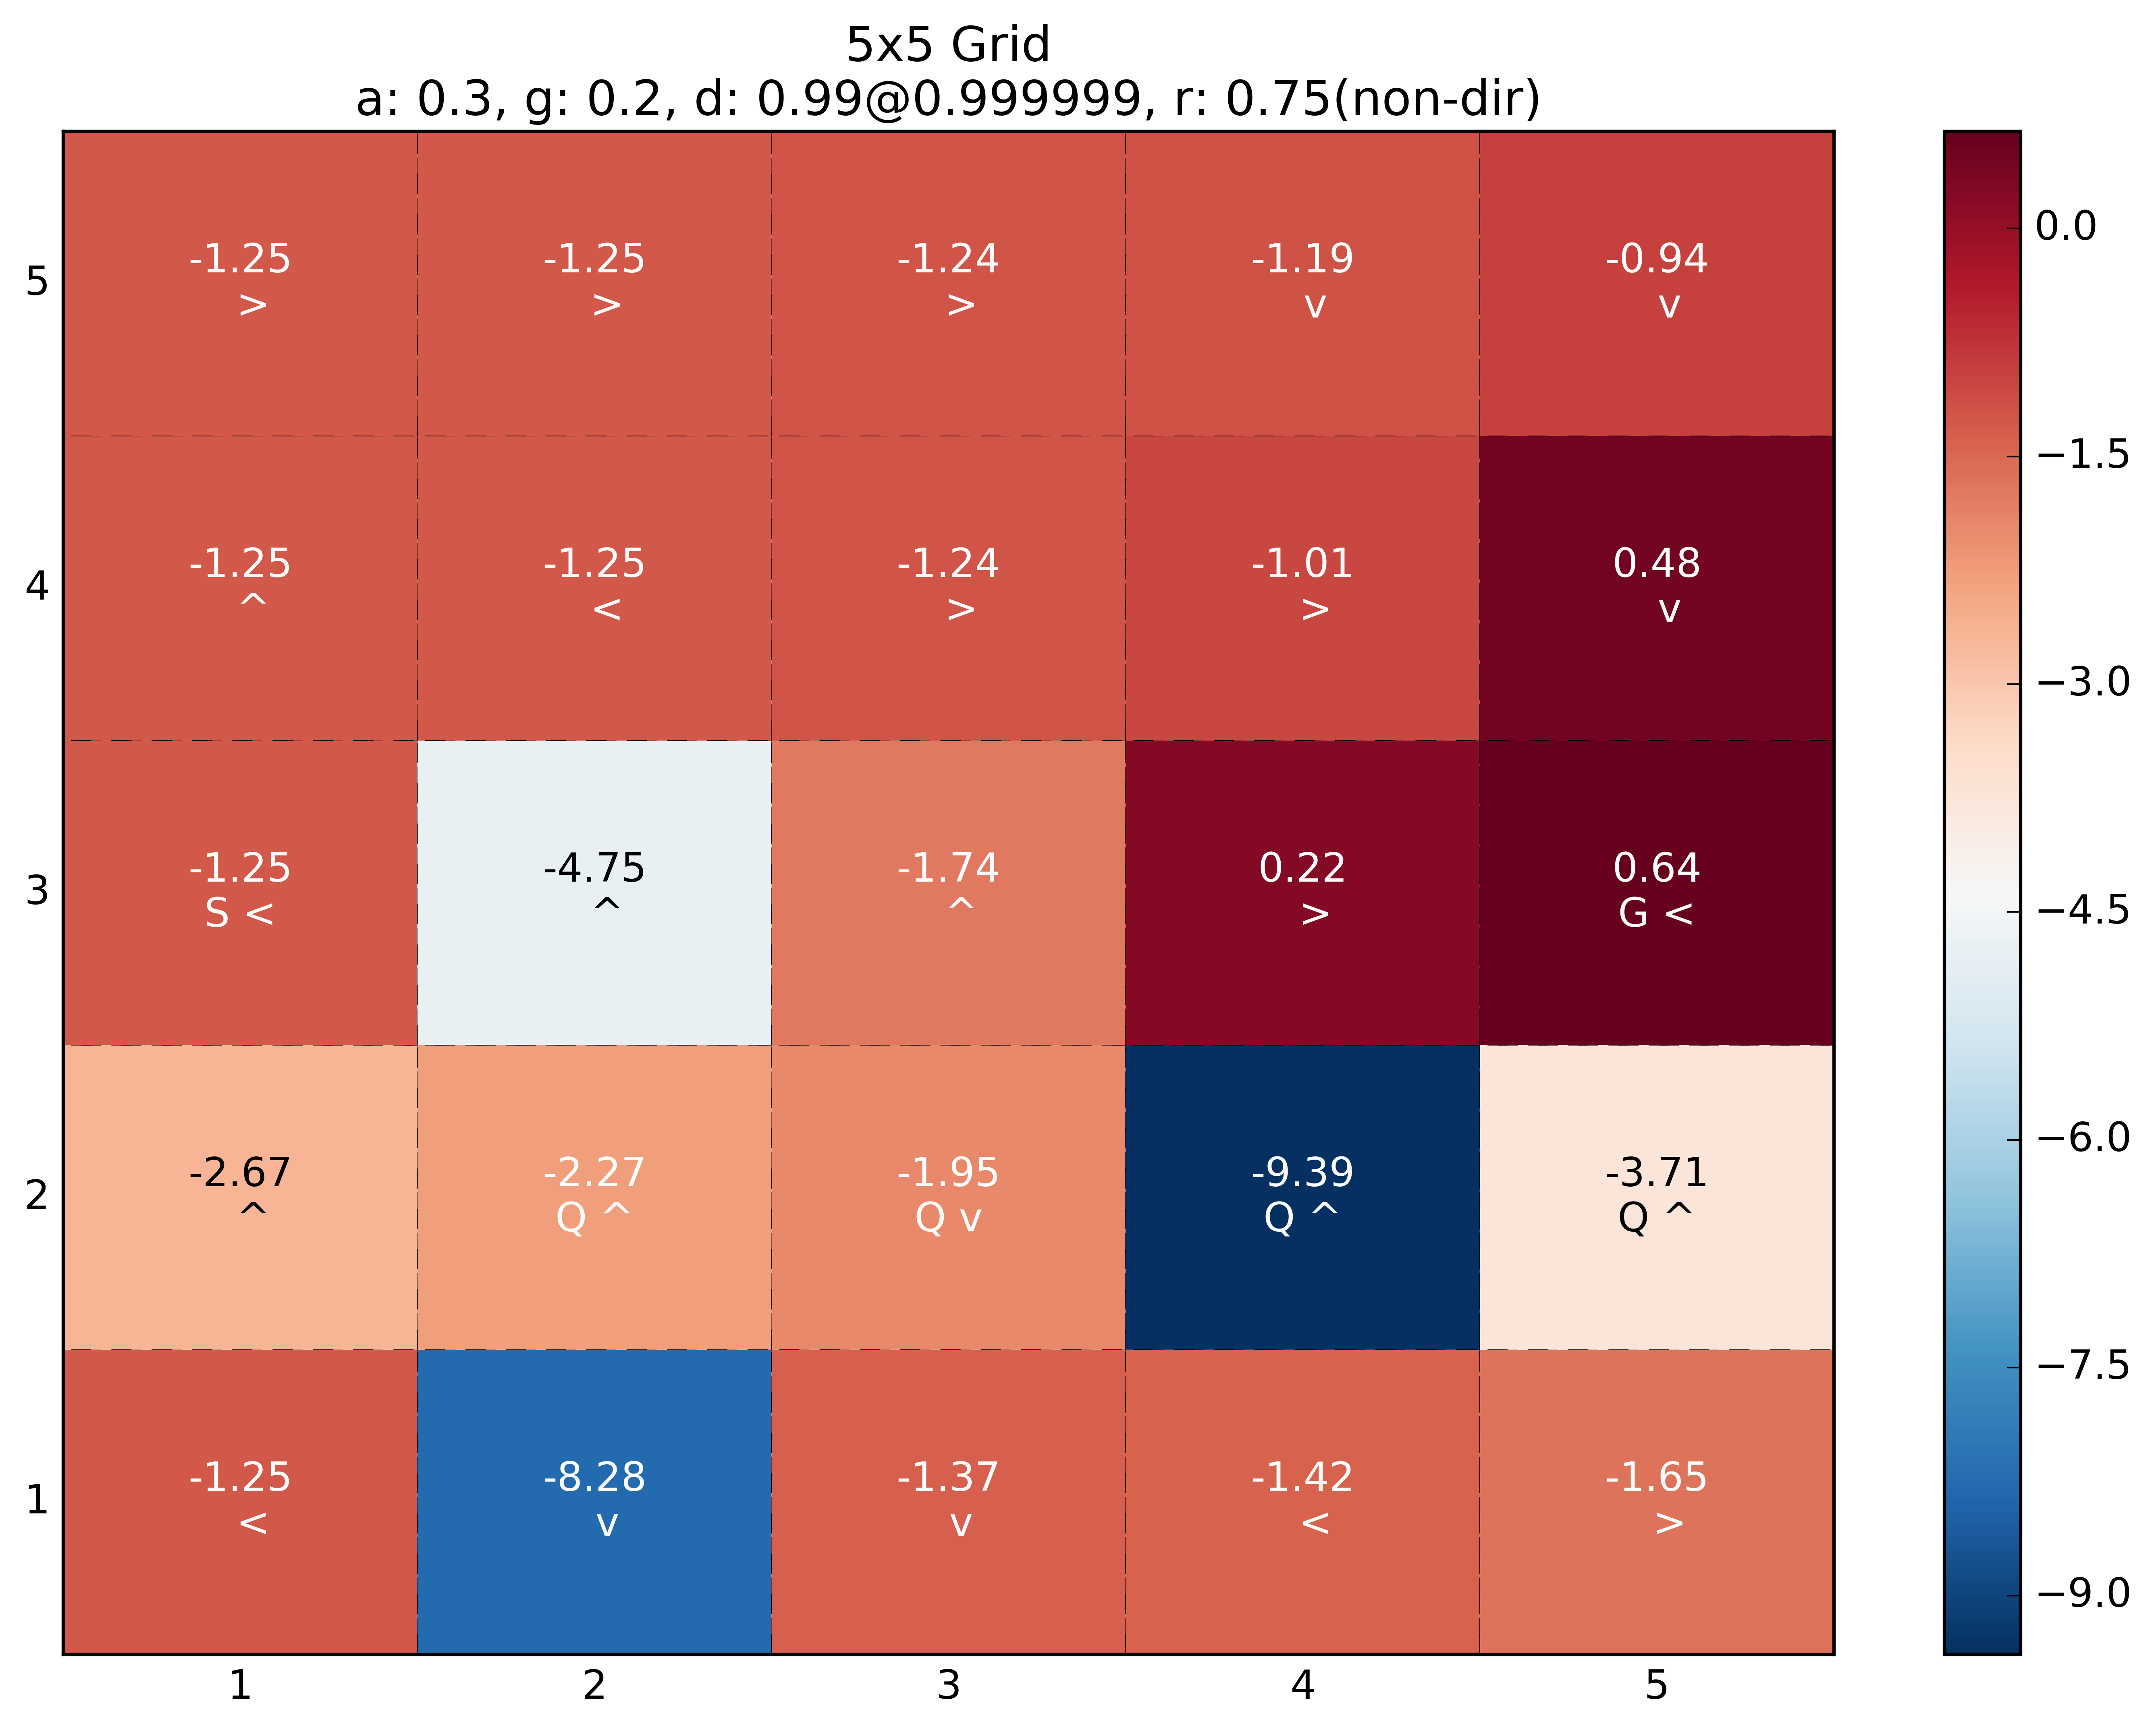 5x5 Grid
a: 0.3, g: 0.2, d: 0.99@0.999999, r: 0.75(non-dir)
5
-1.25 -1.25 -1.24 -1.19 -0.94
> > > v v
4
-1.25 -1.25 -1.24 -1.01 0.48
^ < > > v
3
-1.25 -4.75 -1.74 0.22 0.64
S < ^ ^ > G <
2
-2.67 -2.27 -1.95 -9.39 -3.71
^ Q ^ Q v Q ^ Q ^
1
-1.25 -8.28 -1.37 -1.42 -1.65
< v v < >
1 2 3 4 5
0.0
−1.5
−3.0
−4.5
−6.0
−7.5
−9.0